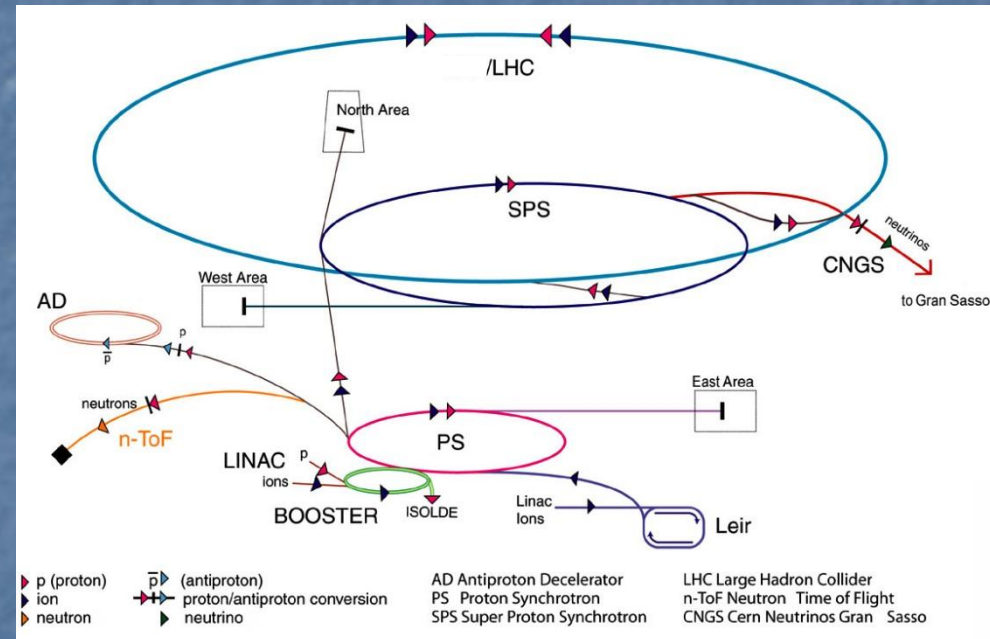 /LHC
North Area
SPS
neutrinos
CNGS
to Gran Sasso
West Area
AD
p
p̅
neutrons
n-ToF
East Area
PS
LINAC
p
ions
BOOSTER
ISOLDE
Linac
Ions
Leir
p (proton)
ion
neutron
p̅ (antiproton)
proton/antiproton conversion
neutrino
AD Antiproton Decelerator
PS Proton Synchrotron
SPS Super Proton Synchrotron
LHC Large Hadron Collider
n-ToF Neutron Time of Flight
CNGS Cern Neutrinos Gran Sasso